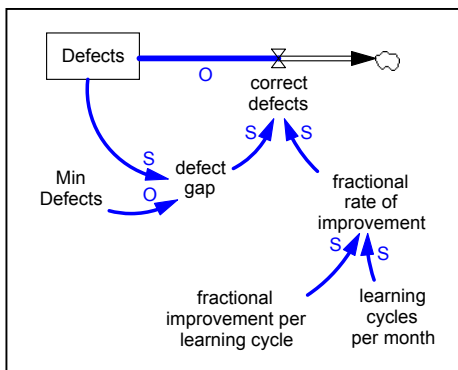 Defects
O
correct
defects
S
S
S
defect
gap
Min
Defects
O
fractional
rate of
improvement
S
S
fractional
improvement per
learning cycle
learning
cycles
per month